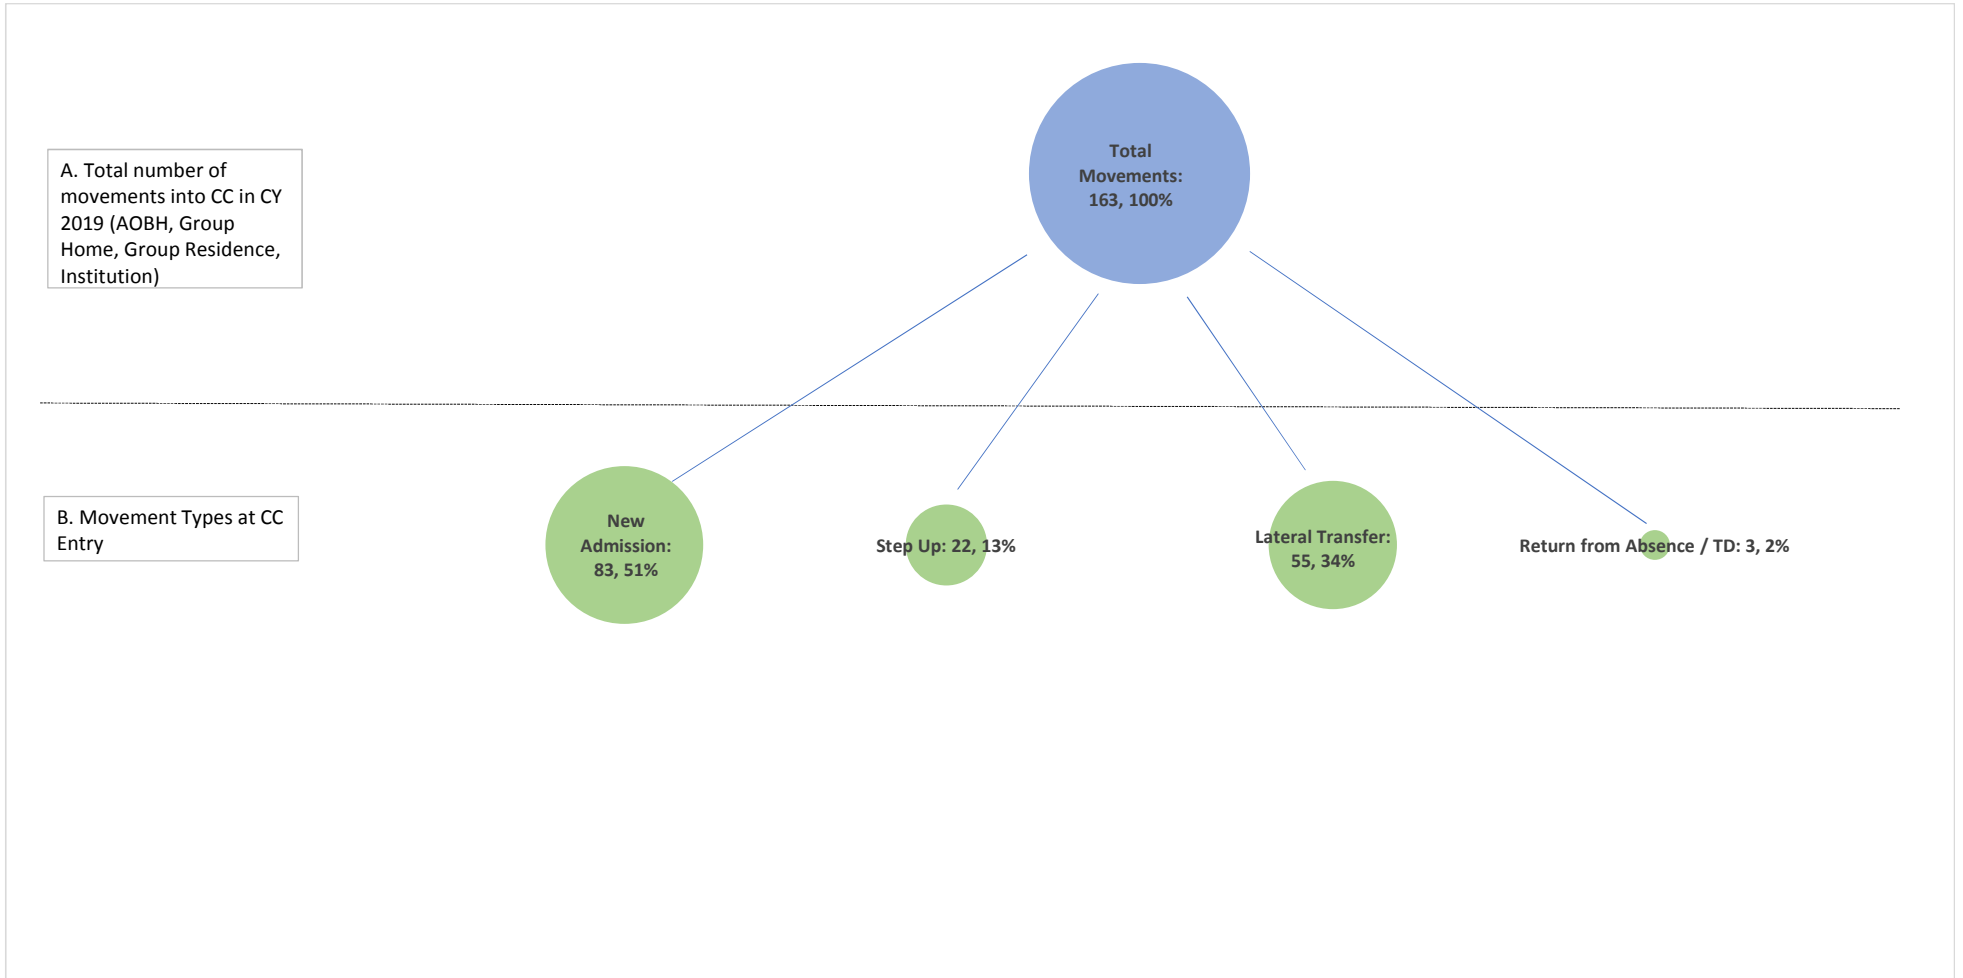 Total
Movements:
163, 100%
A. Total number of
movements into CC in CY
2019 (AOBH, Group
Home, Group Residence,
Institution)
B. Movement Types at CC
Entry
New
Admission:
83, 51%
Step Up: 22, 13%
Lateral Transfer:
55, 34%
Return from Absence / TD: 3, 2%